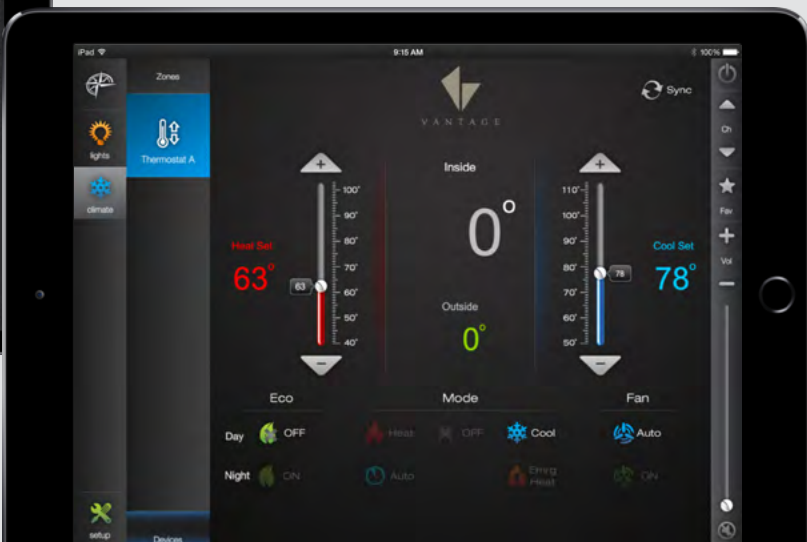 iPad 9:15 AM 100%
Zones
Thermostat A
lights
climate
setup
Devices
VANTAGE
Sync
Inside
0°
Outside
0°
Heat Set
63°
+
100°
90°
80°
70°
60°
50°
40°
63
−
+
110°
100°
90°
80°
70°
60°
50°
78
−
Cool Set
78°
Eco
Mode
Fan
Day OFF Heat OFF Cool Auto
Night ON Auto Emrg Heat ON
Ch
Fav
+
Vol
−